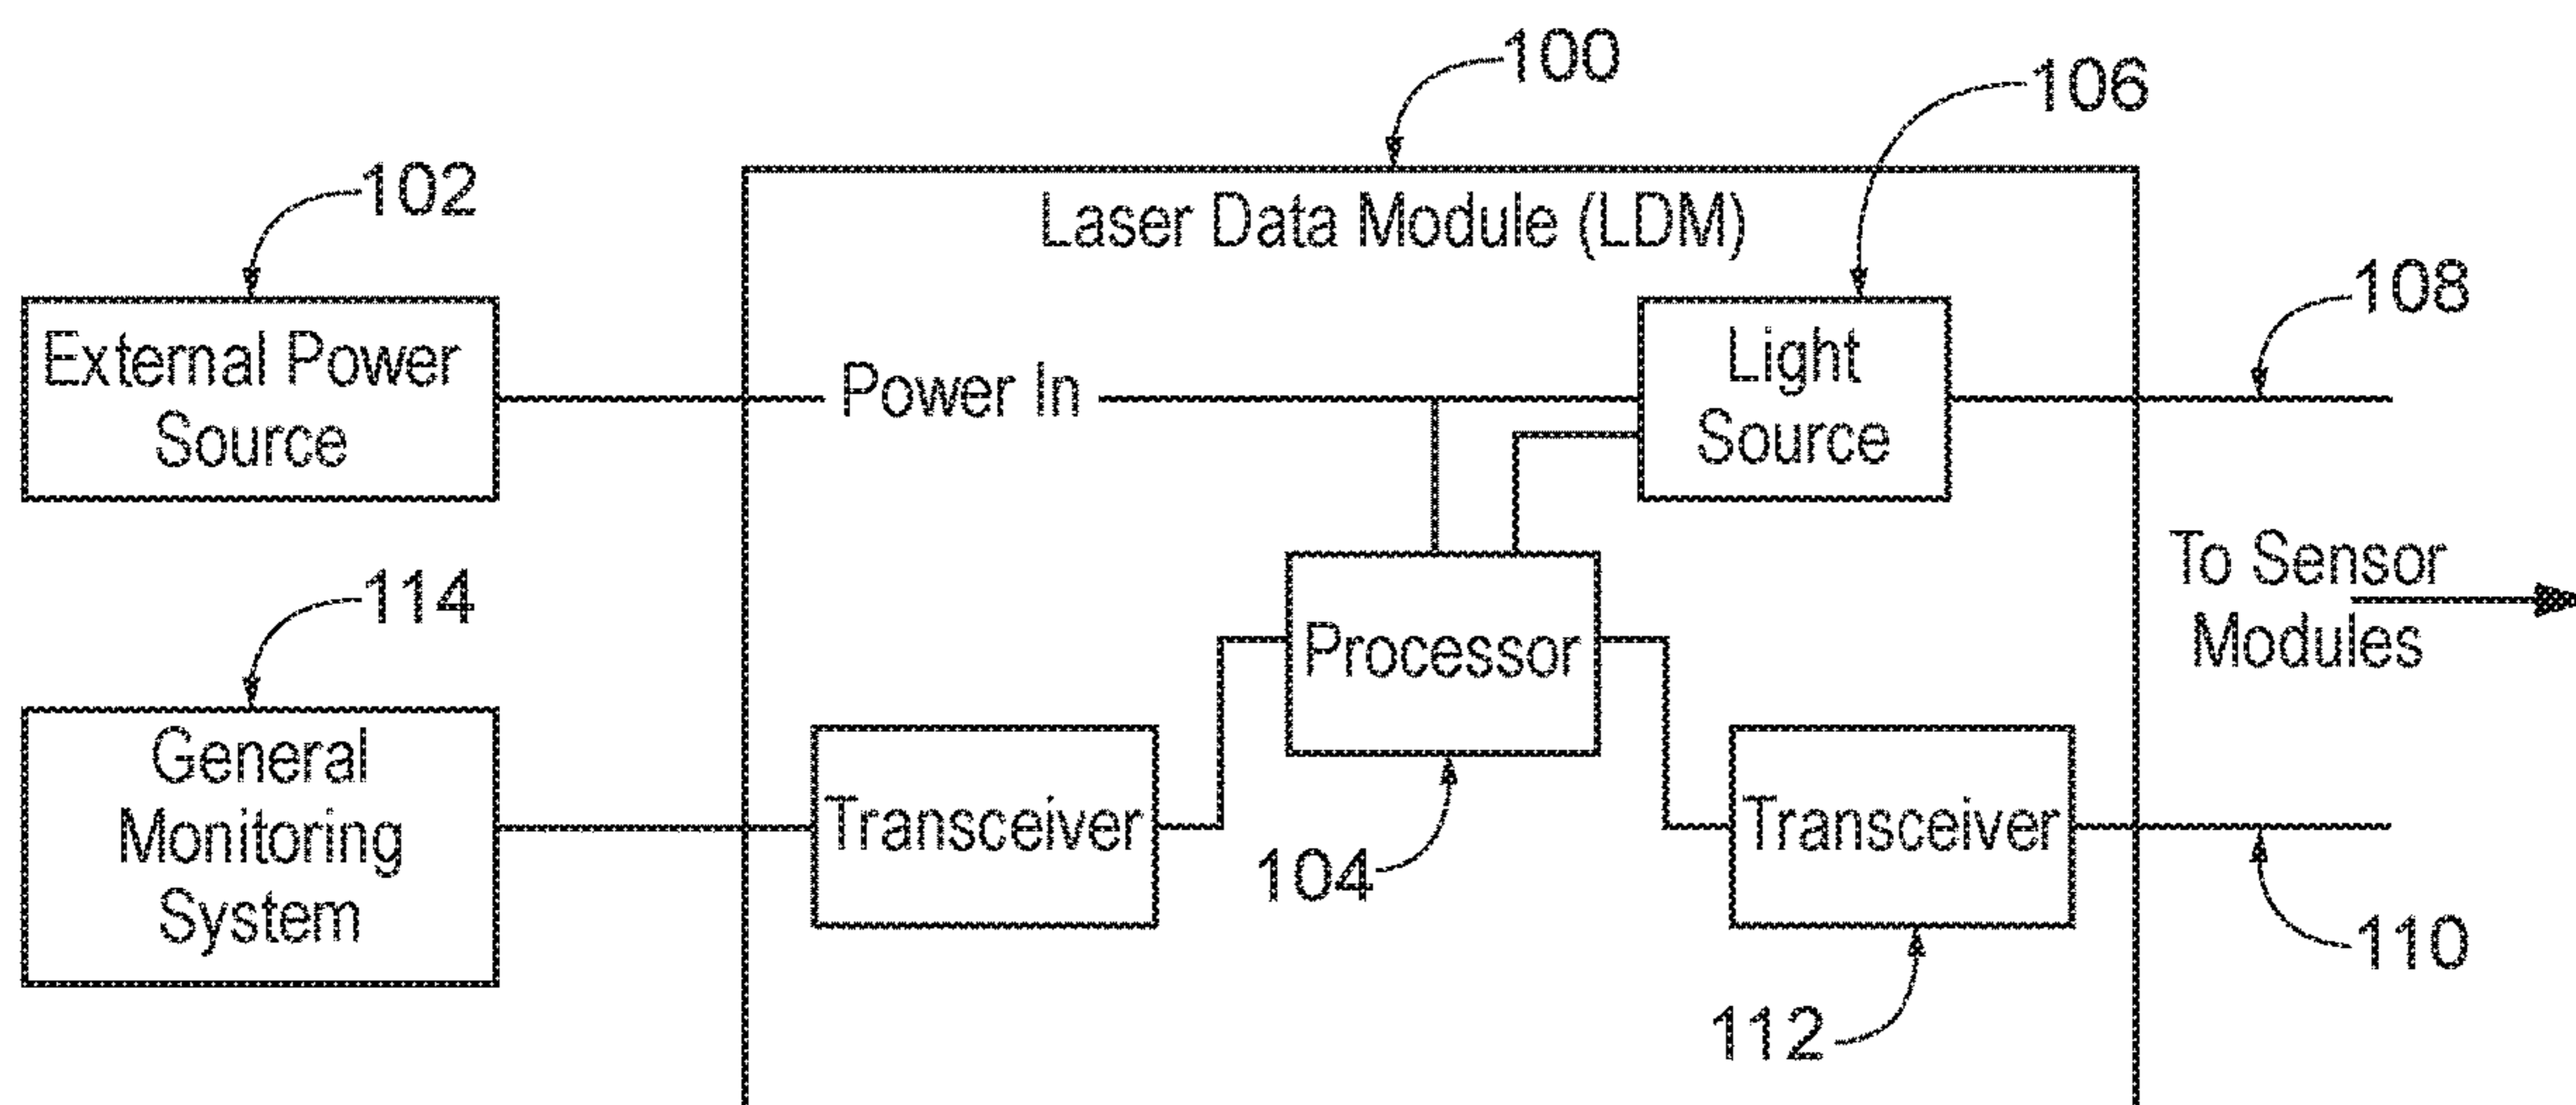 100
106
102
Laser Data Module (LDM)
108
External Power
Source
Power In
Light
Source
To Sensor
Modules
114
Processor
General
Monitoring
System
Transceiver
104
Transceiver
110
112